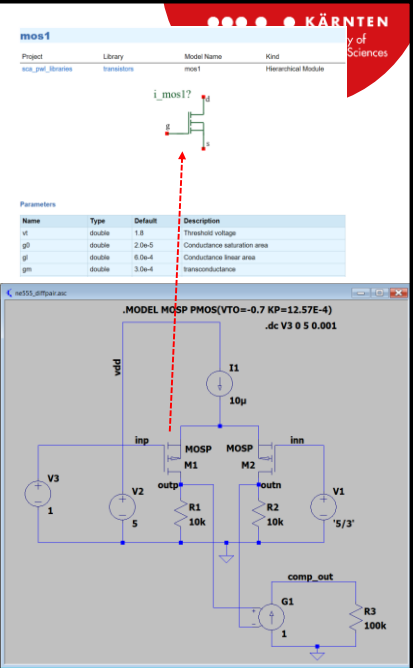 KÄRNTEN
y of
Sciences
mos1
Project Library Model Name Kind
sca_pwl_libraries transistors mos1 Hierarchical Module
i_mos1?
d
g
s
Parameters
Name Type Default Description
vt double 1.8 Threshold voltage
g0 double 2.0e-5 Conductance saturation area
gl double 6.0e-4 Conductance linear area
gm double 3.0e-4 transconductance
ne555_diffpair.asc
.MODEL MOSP PMOS(VTO=-0.7 KP=12.57E-4)
.dc V3 0 5 0.001
vdd
I1
10µ
inp
MOSP
MOSP
inn
M1
M2
outp
outn
V3
1
V2
5
R1
10k
R2
10k
V1
'5/3'
comp_out
G1
1
R3
100k